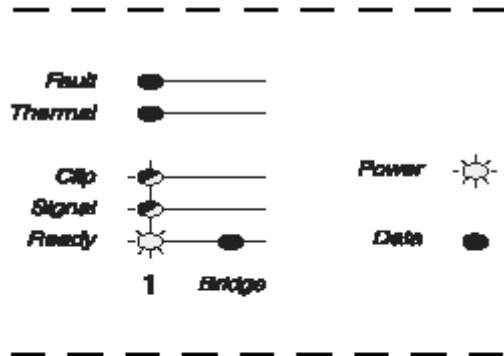 Fault
Thermal
Clip
Power
Signal
Ready
Data
1 Bridge